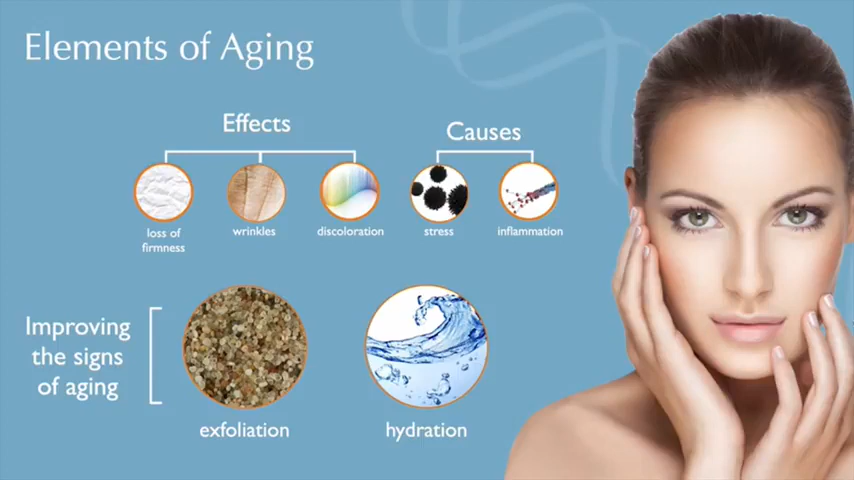 Elements of Aging
Effects
Causes
loss of
firmness
wrinkles
discoloration
stress
inflammation
Improving
the signs
of aging
exfoliation
hydration